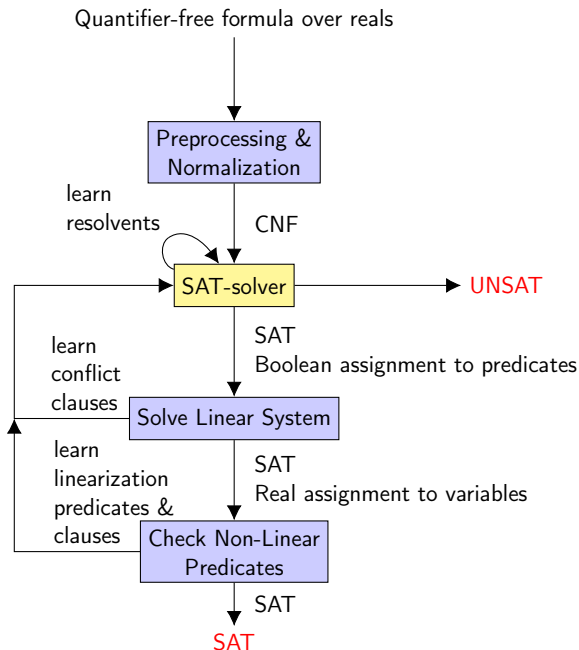 Quantifier-free formula over reals
Preprocessing &
Normalization
learn
resolvents
CNF
SAT-solver
UNSAT
SAT
Boolean assignment to predicates
learn
conflict
clauses
Solve Linear System
learn
linearization
predicates &
clauses
SAT
Real assignment to variables
Check Non-Linear
Predicates
SAT
SAT